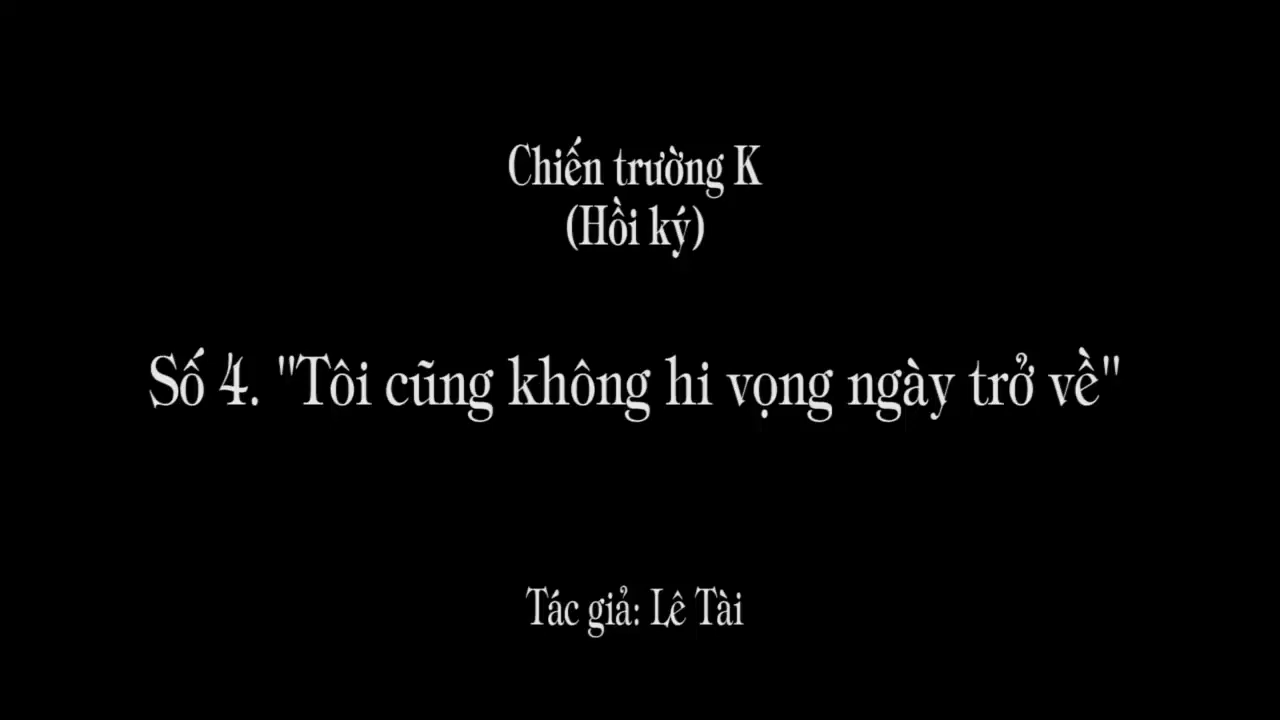 Chiến trường K
(Hồi ký)
Số 4. "Tôi cũng không hi vọng ngày trở về"
Tác giả: Lê Tài